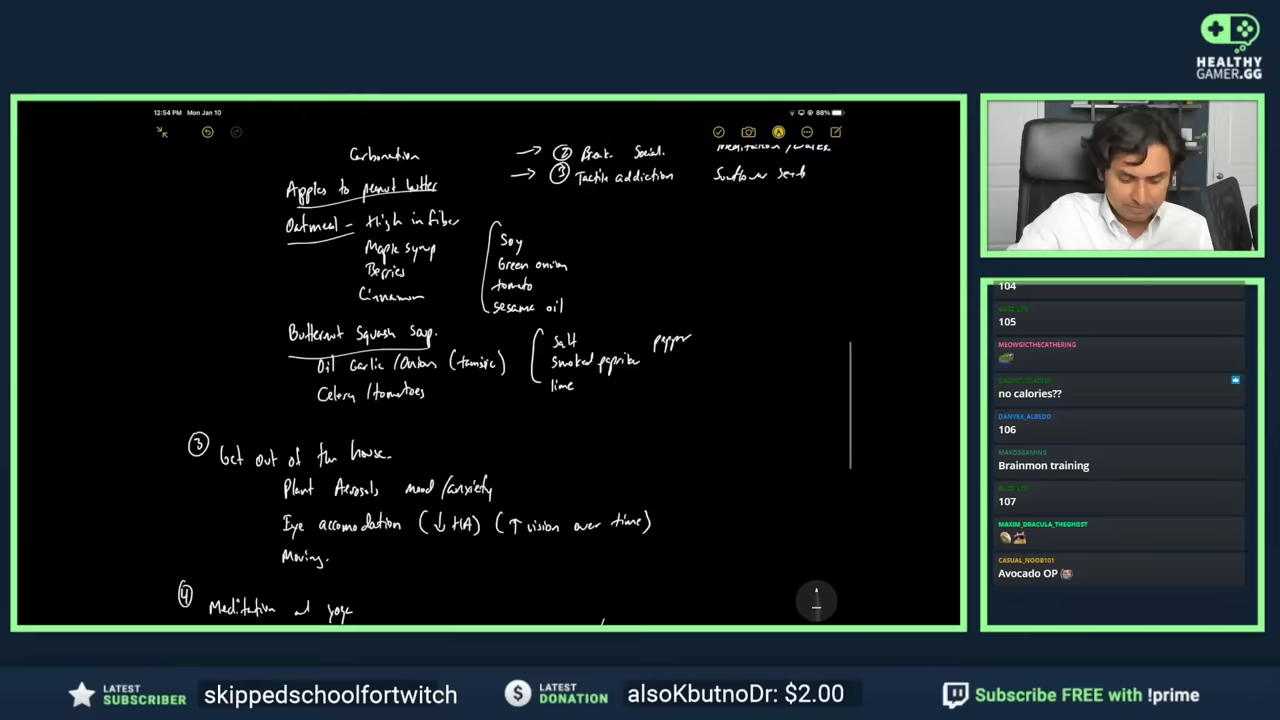 HEALTHY
GAMER.GG
12:54 PM Mon Jan 10
88%
Carbonation
→ ② Break Social.
→ ③ Tactile addiction
Sunflower seeds
Apples to peanut butter
Oatmeal - High in fiber
Maple syrup
Berries
Cinnamon
Soy
Green onion
tomato
sesame oil
Butternut Squash Soup.
Oil Garlic/Onion (
Celery/tomatoes
Salt
pepper
smoked paprika
lime
③ Get out of the house.
Plant Aerosols mood/anxiety
Eye accomodation (↓ HA) (↑ vision over time)
Moving.
④ Meditation and yoga
104
105
MEOWGICTHECATHERING
no calories??
DANVEX_ALBEDO
106
MAXOSGAMING
Brainmon training
107
MAXIM_DRACULA_THEGHOST
CASUAL_NOOB101
Avocado OP
LATEST
SUBSCRIBER
skippedschoolfortwitch
LATEST
DONATION
alsoKbutnoDr: $2.00
Subscribe FREE with !prime